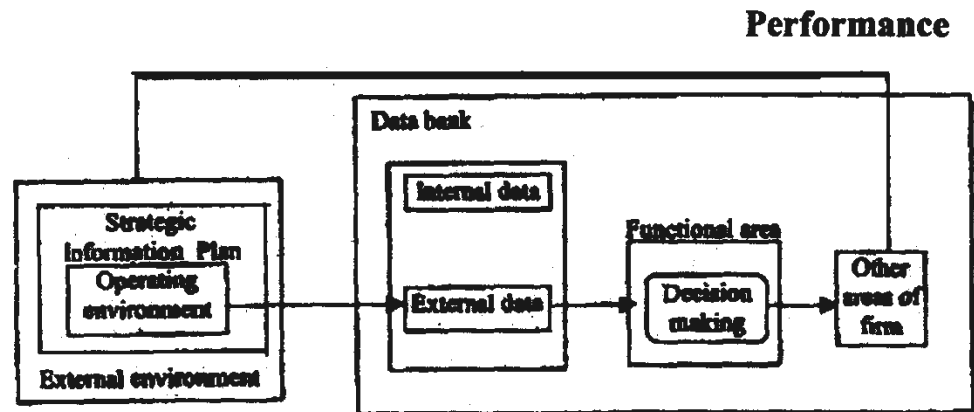 Performance
Data bank
Internal data
Strategic
Information Plan
Functional area
Operating
environment
External data
Decision
making
Other
areas of
firm
External environment